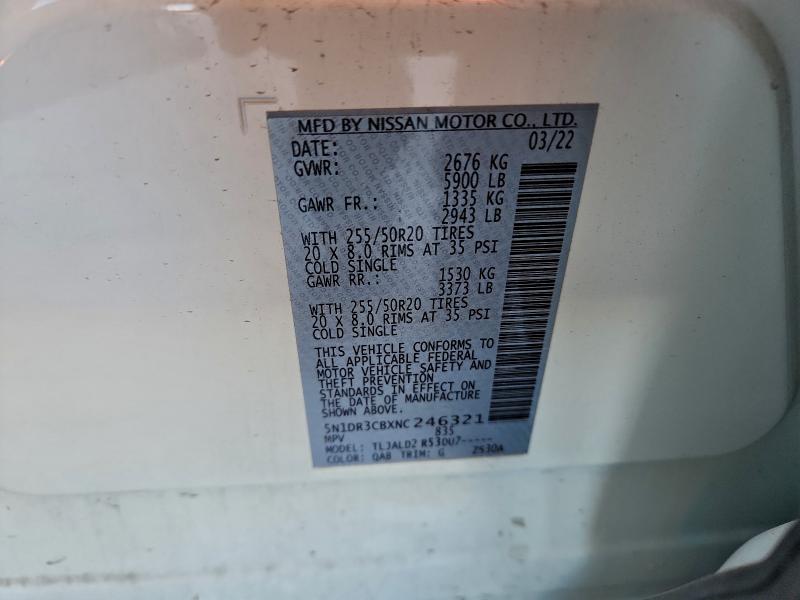 MFD BY NISSAN MOTOR CO., LTD.
DATE: 03/22
GVWR: 2676 KG
5900 LB
GAWR FR.: 1335 KG
2943 LB
WITH 255/50R20 TIRES
20 X 8.0 RIMS AT 35 PSI
COLD SINGLE
GAWR RR.: 1530 KG
3373 LB
WITH 255/50R20 TIRES
20 X 8.0 RIMS AT 35 PSI
COLD SINGLE
THIS VEHICLE CONFORMS TO
ALL APPLICABLE FEDERAL
MOTOR VEHICLE SAFETY AND
THEFT PREVENTION
STANDARDS IN EFFECT ON
THE DATE OF MANUFACTURE
SHOWN ABOVE.
5N1DR3CBXNC246321
MPV 835
MODEL: TLJALD2 R530U7-----
COLOR: QAB TRIM: G 2530A